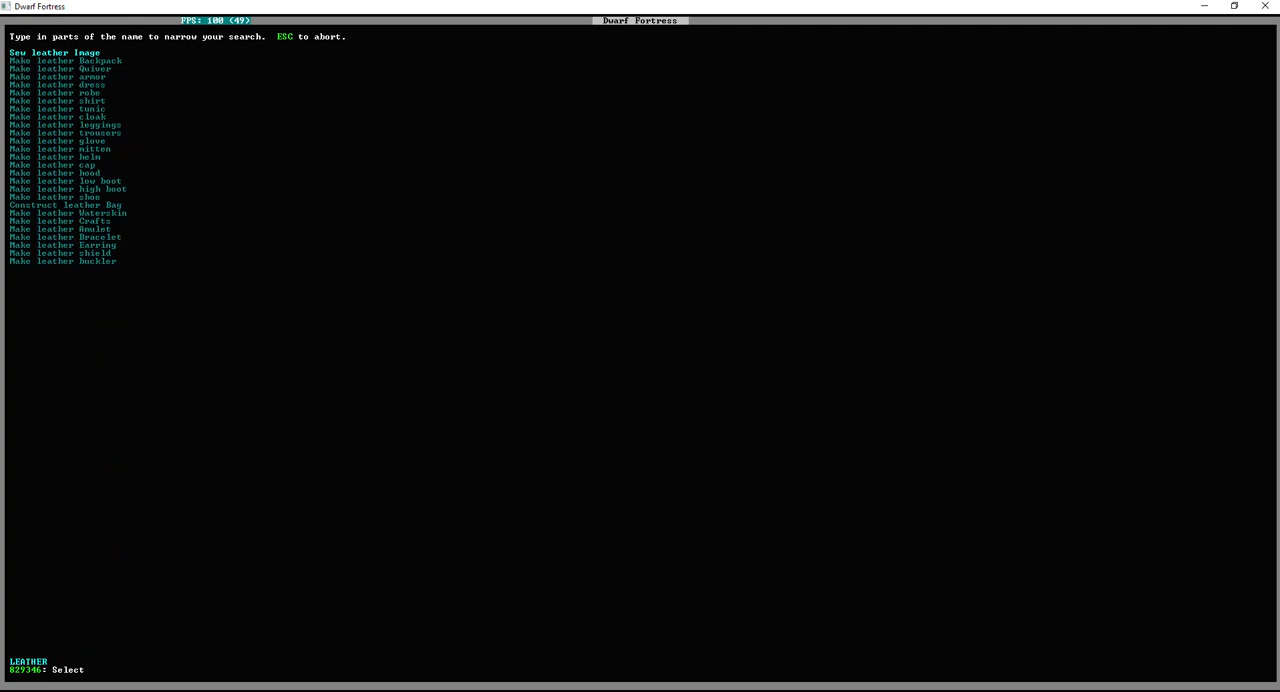 Dwarf Fortress
FPS: 100 (49)
Dwarf Fortress
Type in parts of the name to narrow your search.  ESC to abort.
Sew leather Image
Make leather Backpack
Make leather Quiver
Make leather armor
Make leather dress
Make leather robe
Make leather shirt
Make leather tunic
Make leather cloak
Make leather leggings
Make leather trousers
Make leather glove
Make leather mitten
Make leather helm
Make leather cap
Make leather hood
Make leather low boot
Make leather high boot
Make leather shoe
Construct leather Bag
Make leather Waterskin
Make leather Crafts
Make leather Amulet
Make leather Bracelet
Make leather Earring
Make leather shield
Make leather buckler
LEATHER
829346: Select